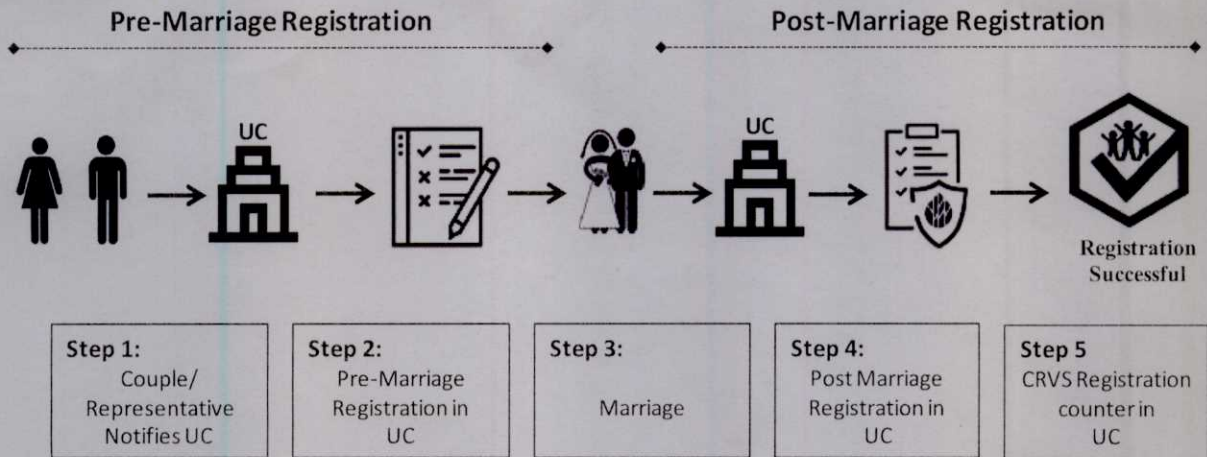 Pre-Marriage Registration
Post-Marriage Registration
UC
UC
Registration
Successful
Step 1:
Couple/
Representative
Notifies UC
Step 2:
Pre-Marriage
Registration in
UC
Step 3:
Marriage
Step 4:
Post Marriage
Registration in
UC
Step 5
CRVS Registration
counter in
UC